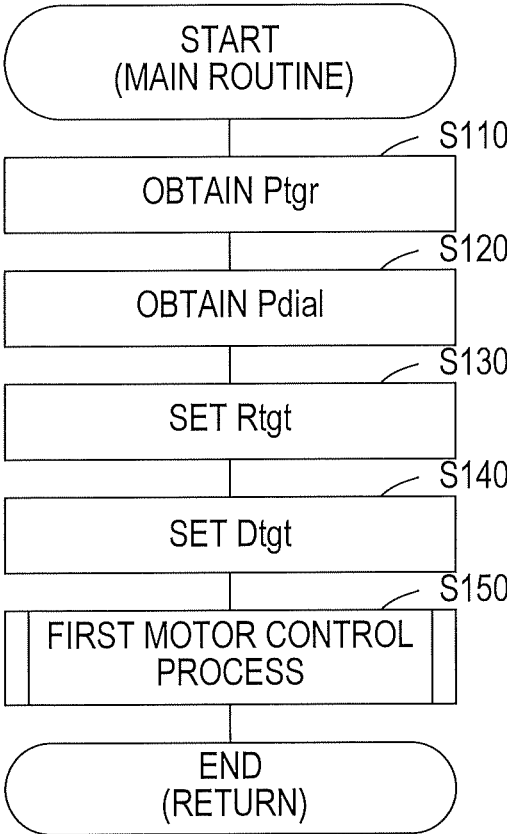 START
(MAIN ROUTINE)
S110
OBTAIN Ptgr
S120
OBTAIN Pdial
S130
SET Rtgt
S140
SET Dtgt
S150
FIRST MOTOR CONTROL
PROCESS
END
(RETURN)